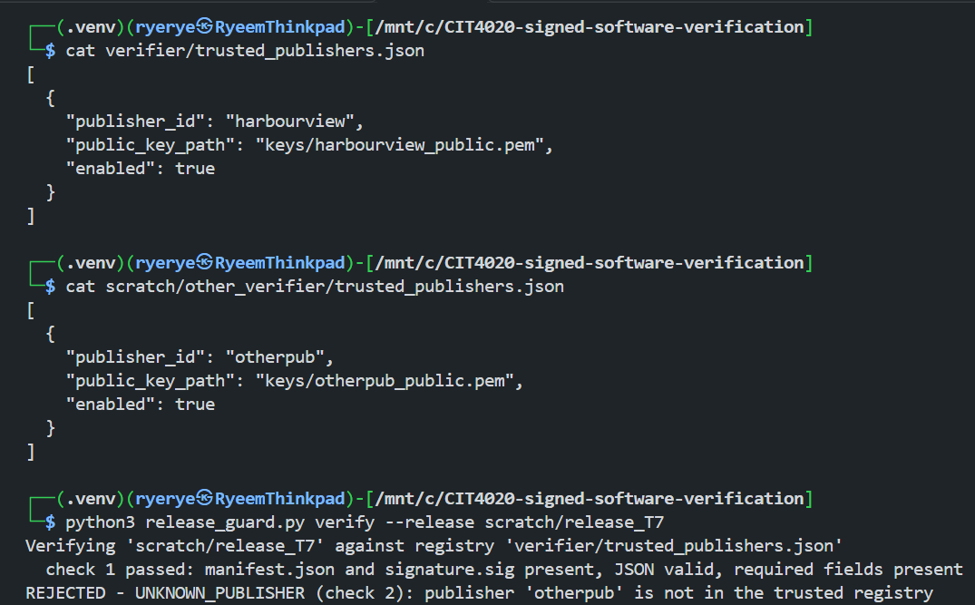 ┌──(.venv)(ryerye㉿RyeemThinkpad)-[/mnt/c/CIT4020-signed-software-verification]
└─$ cat verifier/trusted_publishers.json
[
  {
    "publisher_id": "harbourview",
    "public_key_path": "keys/harbourview_public.pem",
    "enabled": true
  }
]

┌──(.venv)(ryerye㉿RyeemThinkpad)-[/mnt/c/CIT4020-signed-software-verification]
└─$ cat scratch/other_verifier/trusted_publishers.json
[
  {
    "publisher_id": "otherpub",
    "public_key_path": "keys/otherpub_public.pem",
    "enabled": true
  }
]

┌──(.venv)(ryerye㉿RyeemThinkpad)-[/mnt/c/CIT4020-signed-software-verification]
└─$ python3 release_guard.py verify --release scratch/release_T7
Verifying 'scratch/release_T7' against registry 'verifier/trusted_publishers.json'
  check 1 passed: manifest.json and signature.sig present, JSON valid, required fields present
REJECTED - UNKNOWN_PUBLISHER (check 2): publisher 'otherpub' is not in the trusted registry